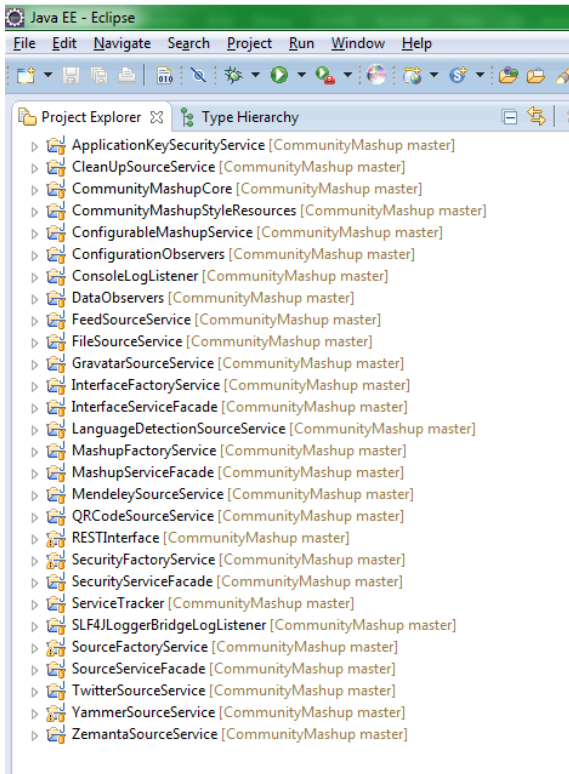 Java EE - Eclipse
File Edit Navigate Search Project Run Window Help
010
Project Explorer Type Hierarchy
ApplicationKeySecurityService [CommunityMashup master]
CleanUpSourceService [CommunityMashup master]
CommunityMashupCore [CommunityMashup master]
CommunityMashupStyleResources [CommunityMashup master]
ConfigurableMashupService [CommunityMashup master]
ConfigurationObservers [CommunityMashup master]
ConsoleLogListener [CommunityMashup master]
DataObservers [CommunityMashup master]
FeedSourceService [CommunityMashup master]
FileSourceService [CommunityMashup master]
GravatarSourceService [CommunityMashup master]
InterfaceFactoryService [CommunityMashup master]
InterfaceServiceFacade [CommunityMashup master]
LanguageDetectionSourceService [CommunityMashup master]
MashupFactoryService [CommunityMashup master]
MashupServiceFacade [CommunityMashup master]
MendeleySourceService [CommunityMashup master]
QRCodeSourceService [CommunityMashup master]
RESTInterface [CommunityMashup master]
SecurityFactoryService [CommunityMashup master]
SecurityServiceFacade [CommunityMashup master]
ServiceTracker [CommunityMashup master]
SLF4JLoggerBridgeLogListener [CommunityMashup master]
SourceFactoryService [CommunityMashup master]
SourceServiceFacade [CommunityMashup master]
TwitterSourceService [CommunityMashup master]
YammerSourceService [CommunityMashup master]
ZemantaSourceService [CommunityMashup master]